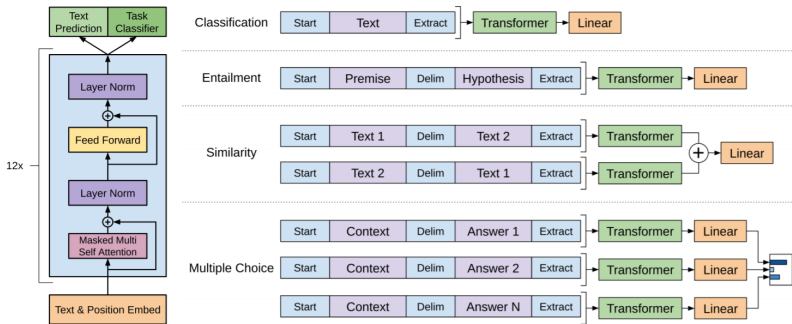 Text Prediction
Task Classifier
12x
Layer Norm
Feed Forward
Layer Norm
Masked Multi Self Attention
Text & Position Embed
Classification Start Text Extract Transformer Linear
Entailment Start Premise Delim Hypothesis Extract Transformer Linear
Similarity
Start Text 1 Delim Text 2 Extract Transformer
+ Linear
Start Text 2 Delim Text 1 Extract Transformer
Multiple Choice
Start Context Delim Answer 1 Extract Transformer Linear
Start Context Delim Answer 2 Extract Transformer Linear
Start Context Delim Answer N Extract Transformer Linear